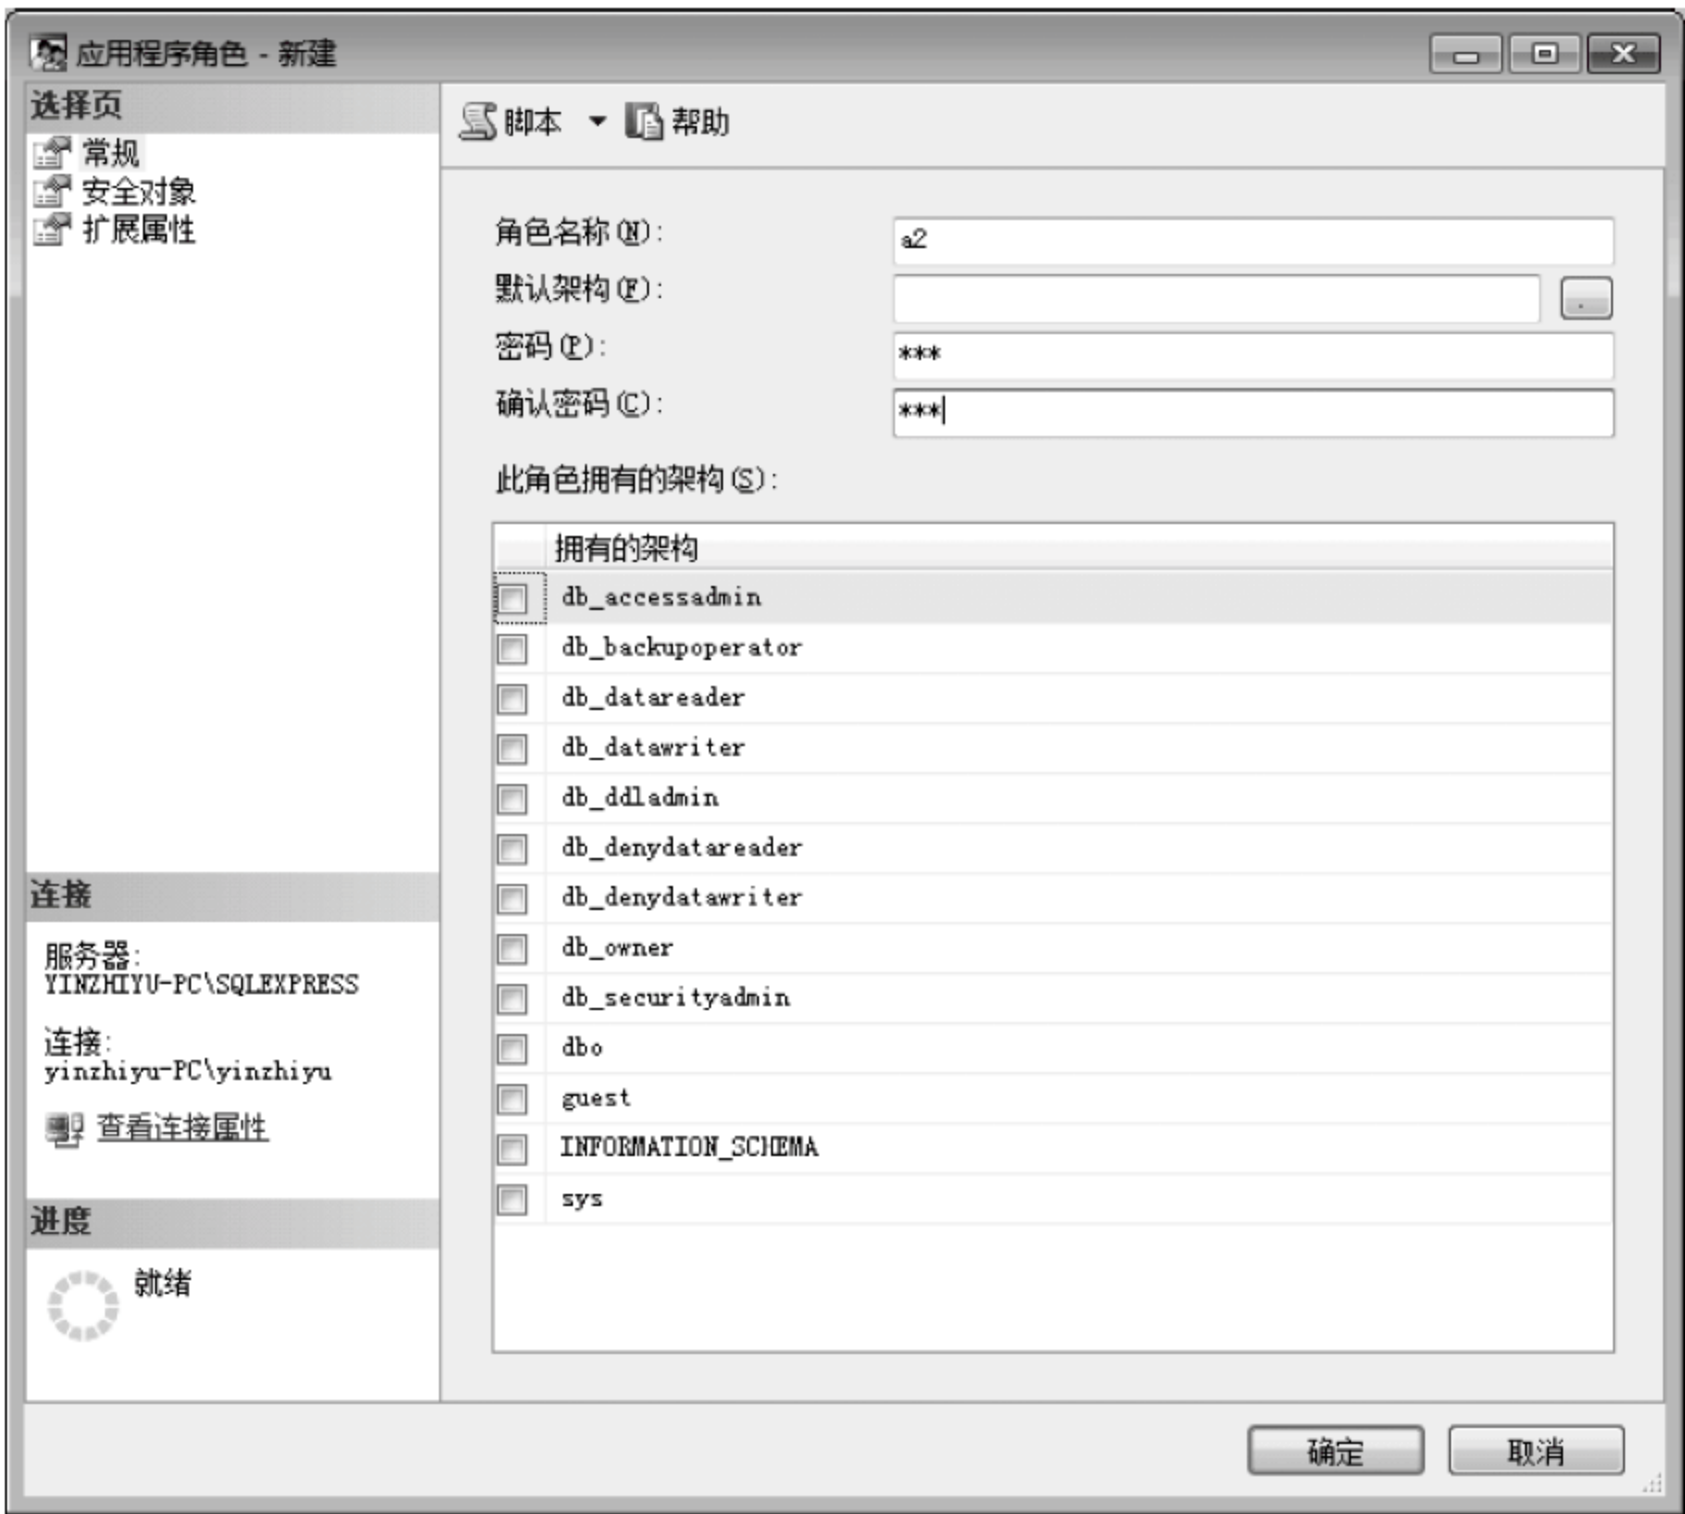 应用程序角色 - 新建
选择页
常规
安全对象
扩展属性
脚本 帮助
角色名称(N): a2
默认架构(F): .
密码(P): ***
确认密码(C): ***
此角色拥有的架构(S):
拥有的架构
db_accessadmin
db_backupoperator
db_datareader
db_datawriter
db_ddladmin
db_denydatareader
db_denydatawriter
db_owner
db_securityadmin
dbo
guest
INFORMATION_SCHEMA
sys
连接
服务器:
YINZHIYU-PC\SQLEXPRESS
连接:
yinzhiyu-PC\yinzhiyu
查看连接属性
进度
就绪
确定 取消